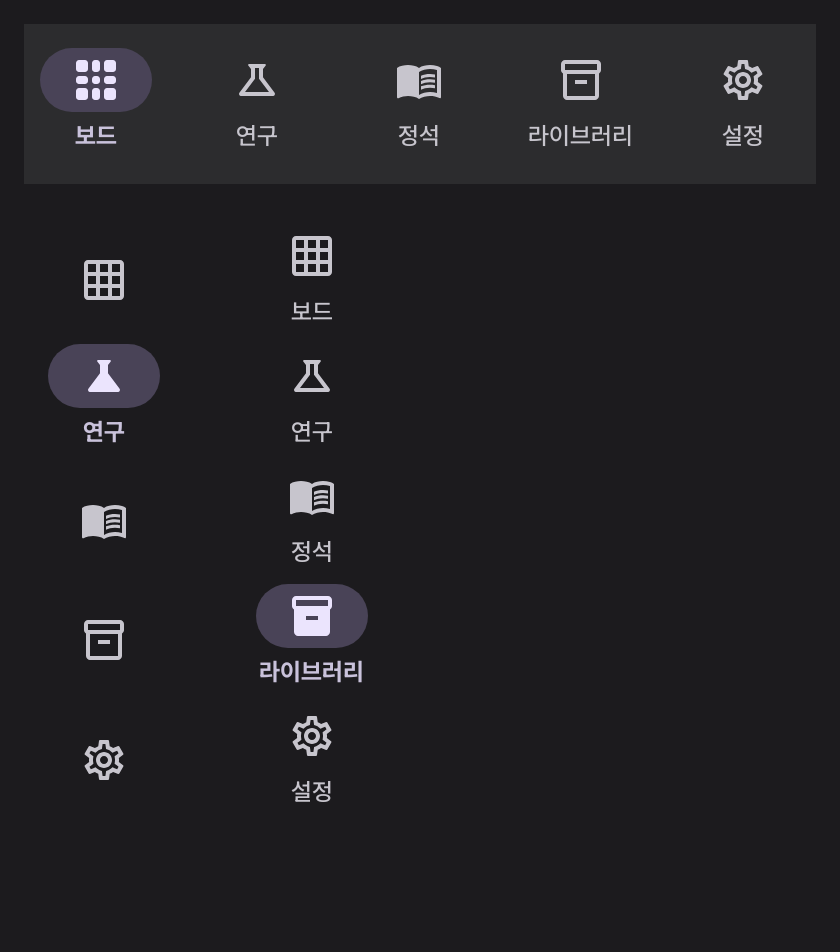 보드 연구 정석 라이브러리 설정
보드
연구 연구
정석
라이브러리
설정